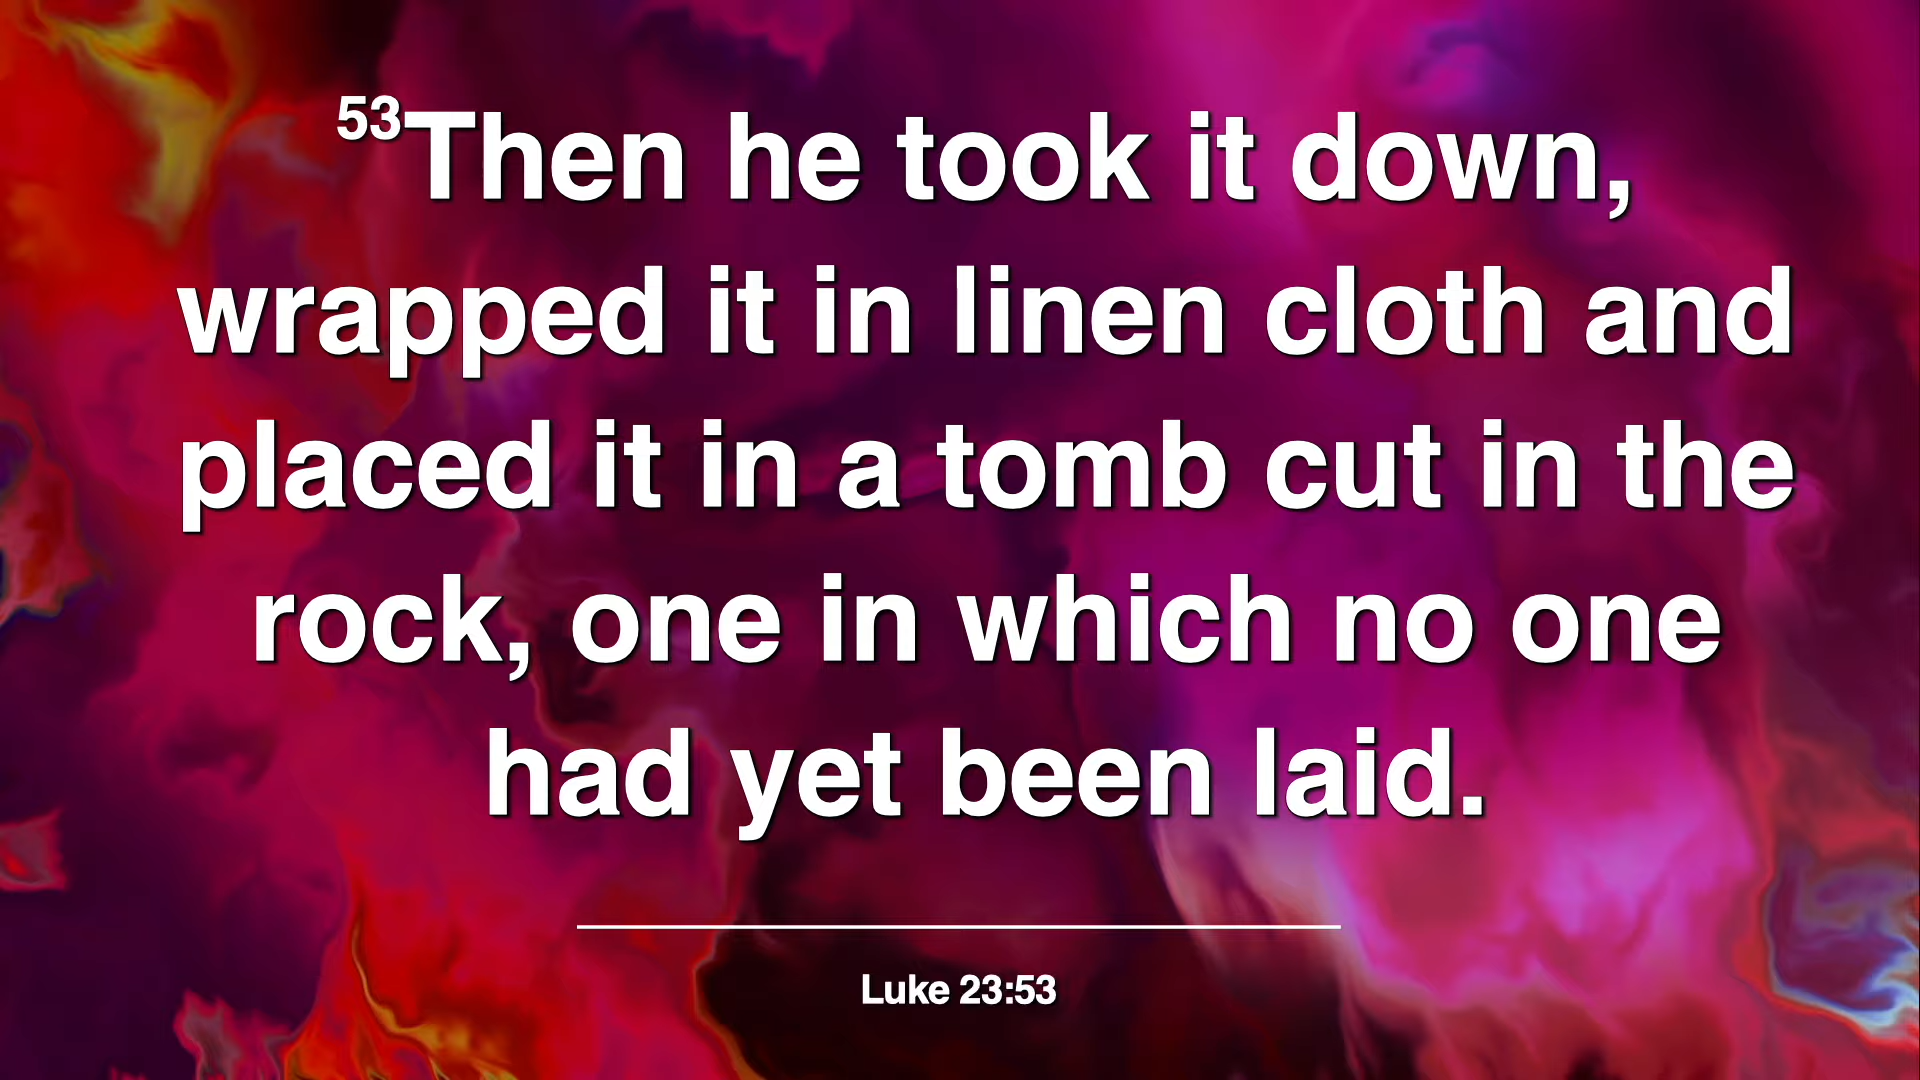 53Then he took it down,
wrapped it in linen cloth and
placed it in a tomb cut in the
rock, one in which no one
had yet been laid.
Luke 23:53